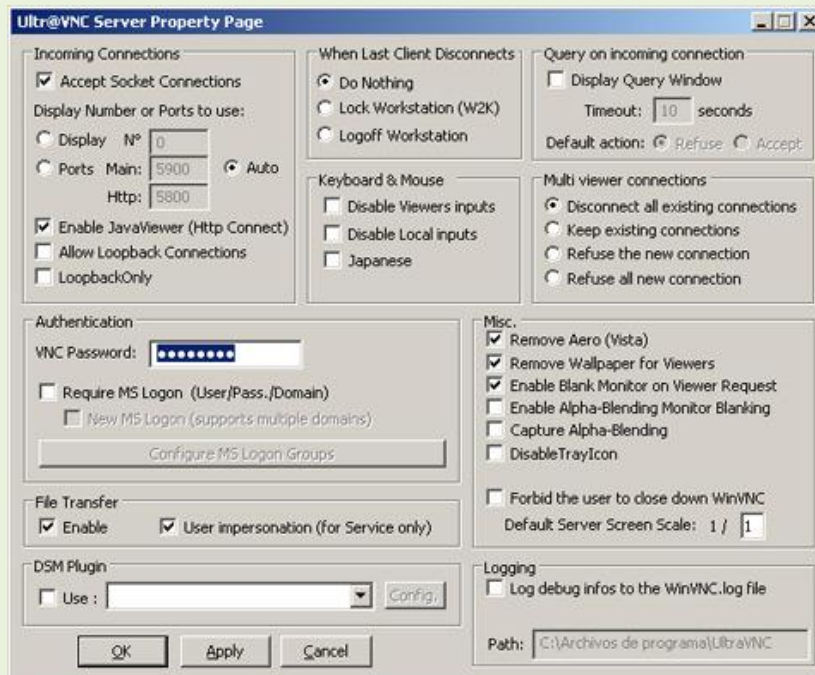 Ultr@VNC Server Property Page
Incoming Connections
Accept Socket Connections
Display Number or Ports to use:
Display Nº 0
Ports Main: 5900 Auto
Http: 5800
Enable JavaViewer (Http Connect)
Allow Loopback Connections
LoopbackOnly
When Last Client Disconnects
Do Nothing
Lock Workstation (W2K)
Logoff Workstation
Query on incoming connection
Display Query Window
Timeout: 10 seconds
Default action: Refuse Accept
Keyboard & Mouse
Disable Viewers inputs
Disable Local inputs
Japanese
Multi viewer connections
Disconnect all existing connections
Keep existing connections
Refuse the new connection
Refuse all new connection
Authentication
VNC Password:
Require MS Logon (User/Pass./Domain)
New MS Logon (supports multiple domains)
Configure MS Logon Groups
Misc.
Remove Aero (Vista)
Remove Wallpaper for Viewers
Enable Blank Monitor on Viewer Request
Enable Alpha-Blending Monitor Blanking
Capture Alpha-Blending
DisableTrayIcon
Forbid the user to close down WinVNC
Default Server Screen Scale: 1 / 1
File Transfer
Enable User impersonation (for Service only)
DSM Plugin
Use : Config.
Logging
Log debug infos to the WinVNC.log file
Path: C:\Archivos de programa\UltraVNC
OK Apply Cancel